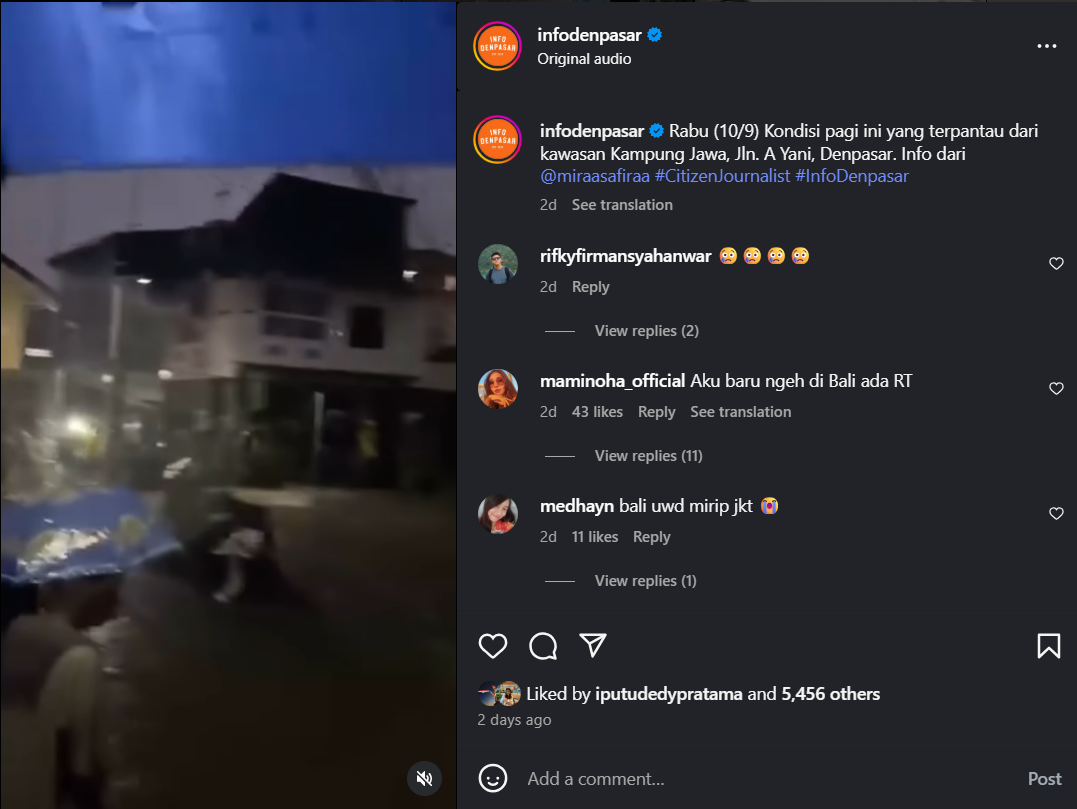 INFO
DENPASAR
infodenpasar
Original audio
INFO
DENPASAR
infodenpasar Rabu (10/9) Kondisi pagi ini yang terpantau dari
kawasan Kampung Jawa, Jln. A Yani, Denpasar. Info dari
@miraasafiraa #CitizenJournalist #InfoDenpasar
2d See translation
rifkyfirmansyahanwar 😳😳😳😳
2d Reply
View replies (2)
maminoha_official Aku baru ngeh di Bali ada RT
2d 43 likes Reply See translation
View replies (11)
medhayn bali uwd mirip jkt 😭
2d 11 likes Reply
View replies (1)
Liked by iputudedypratama and 5,456 others
2 days ago
Add a comment... Post